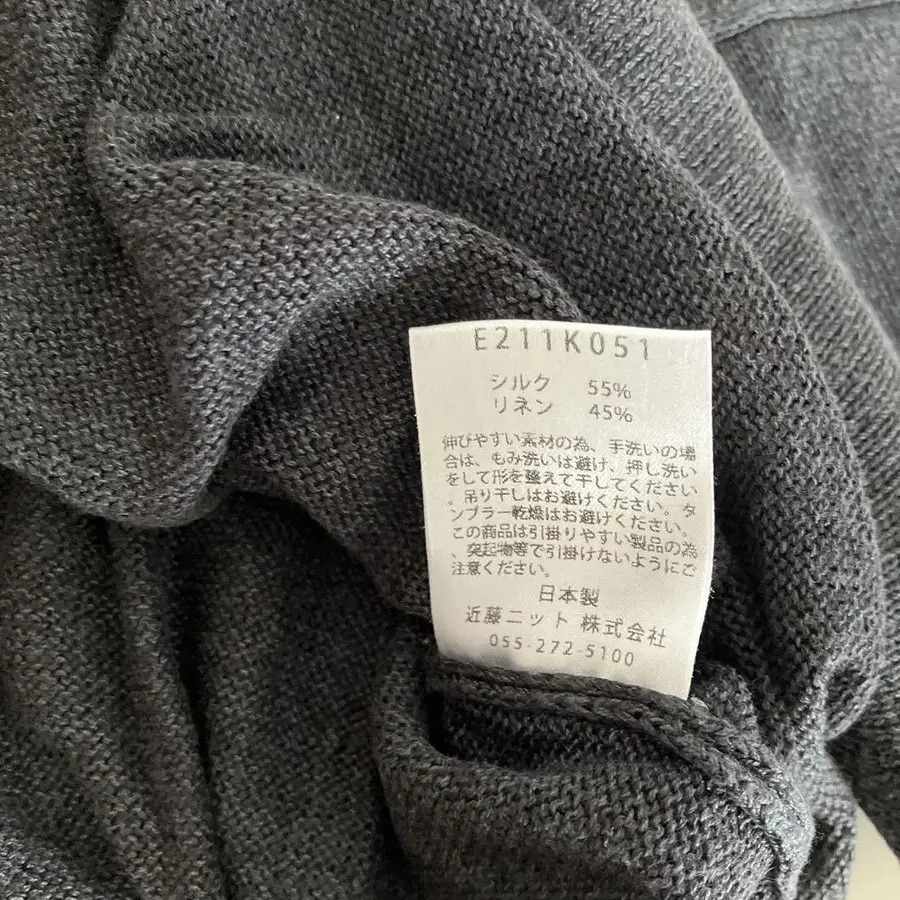 E211K051
シルク 55%
リネン 45%
伸びやすい素材の為、手洗いの場
合は、もみ洗いは避け、押し洗い
をして形を整えて干してください
。吊り干しはお避けください。タ
ンブラー乾燥はお避けください。
この商品は引掛りやすい製品の為
、突起物等で引掛けないようにご
注意ください。
日本製
近藤ニット 株式会社
055-272-5100